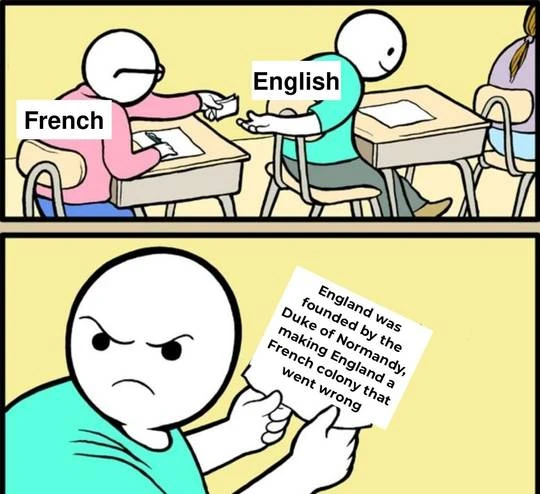 French
English
England was
founded by the
Duke of Normandy,
making England a
French colony that
went wrong